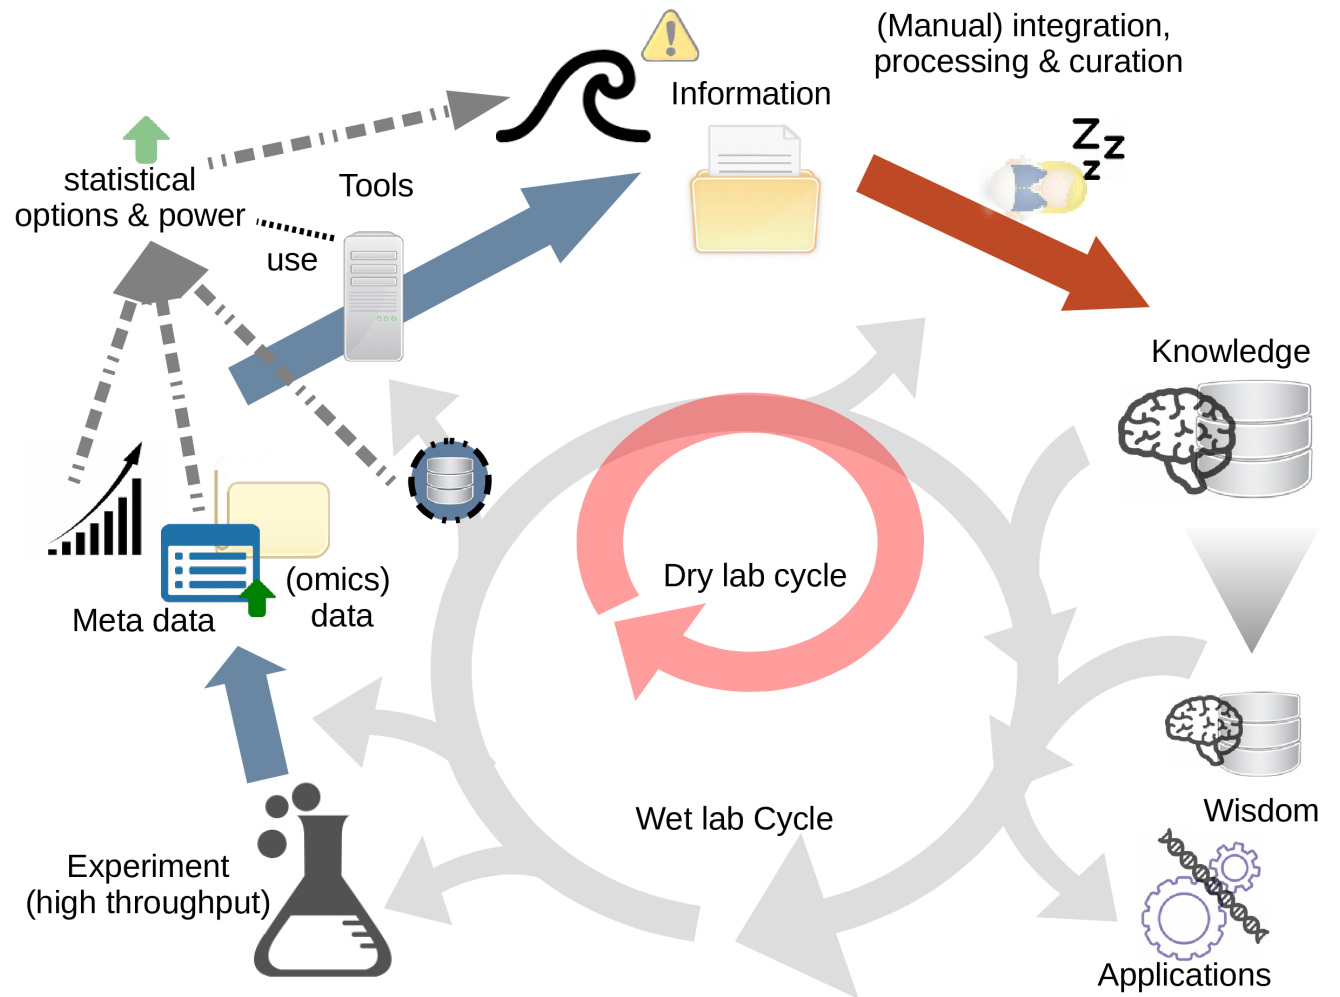 (Manual) integration,
processing & curation
Information
Z
Z
Z
statistical
options & power
Tools
use
Knowledge
Dry lab cycle
(omics)
data
Meta data
Wet lab Cycle
Wisdom
Experiment
(high throughput)
Applications